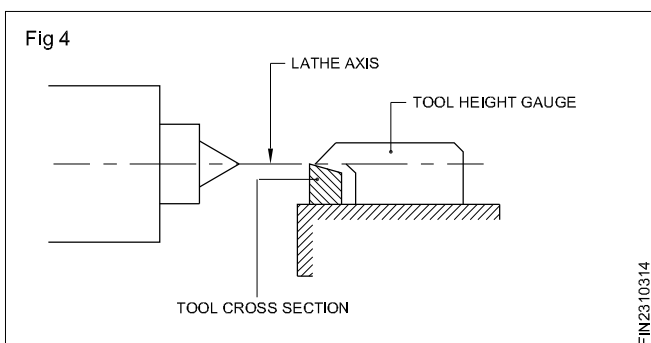 Fig 4
LATHE AXIS
TOOL HEIGHT GAUGE
TOOL CROSS SECTION
FIN2310314